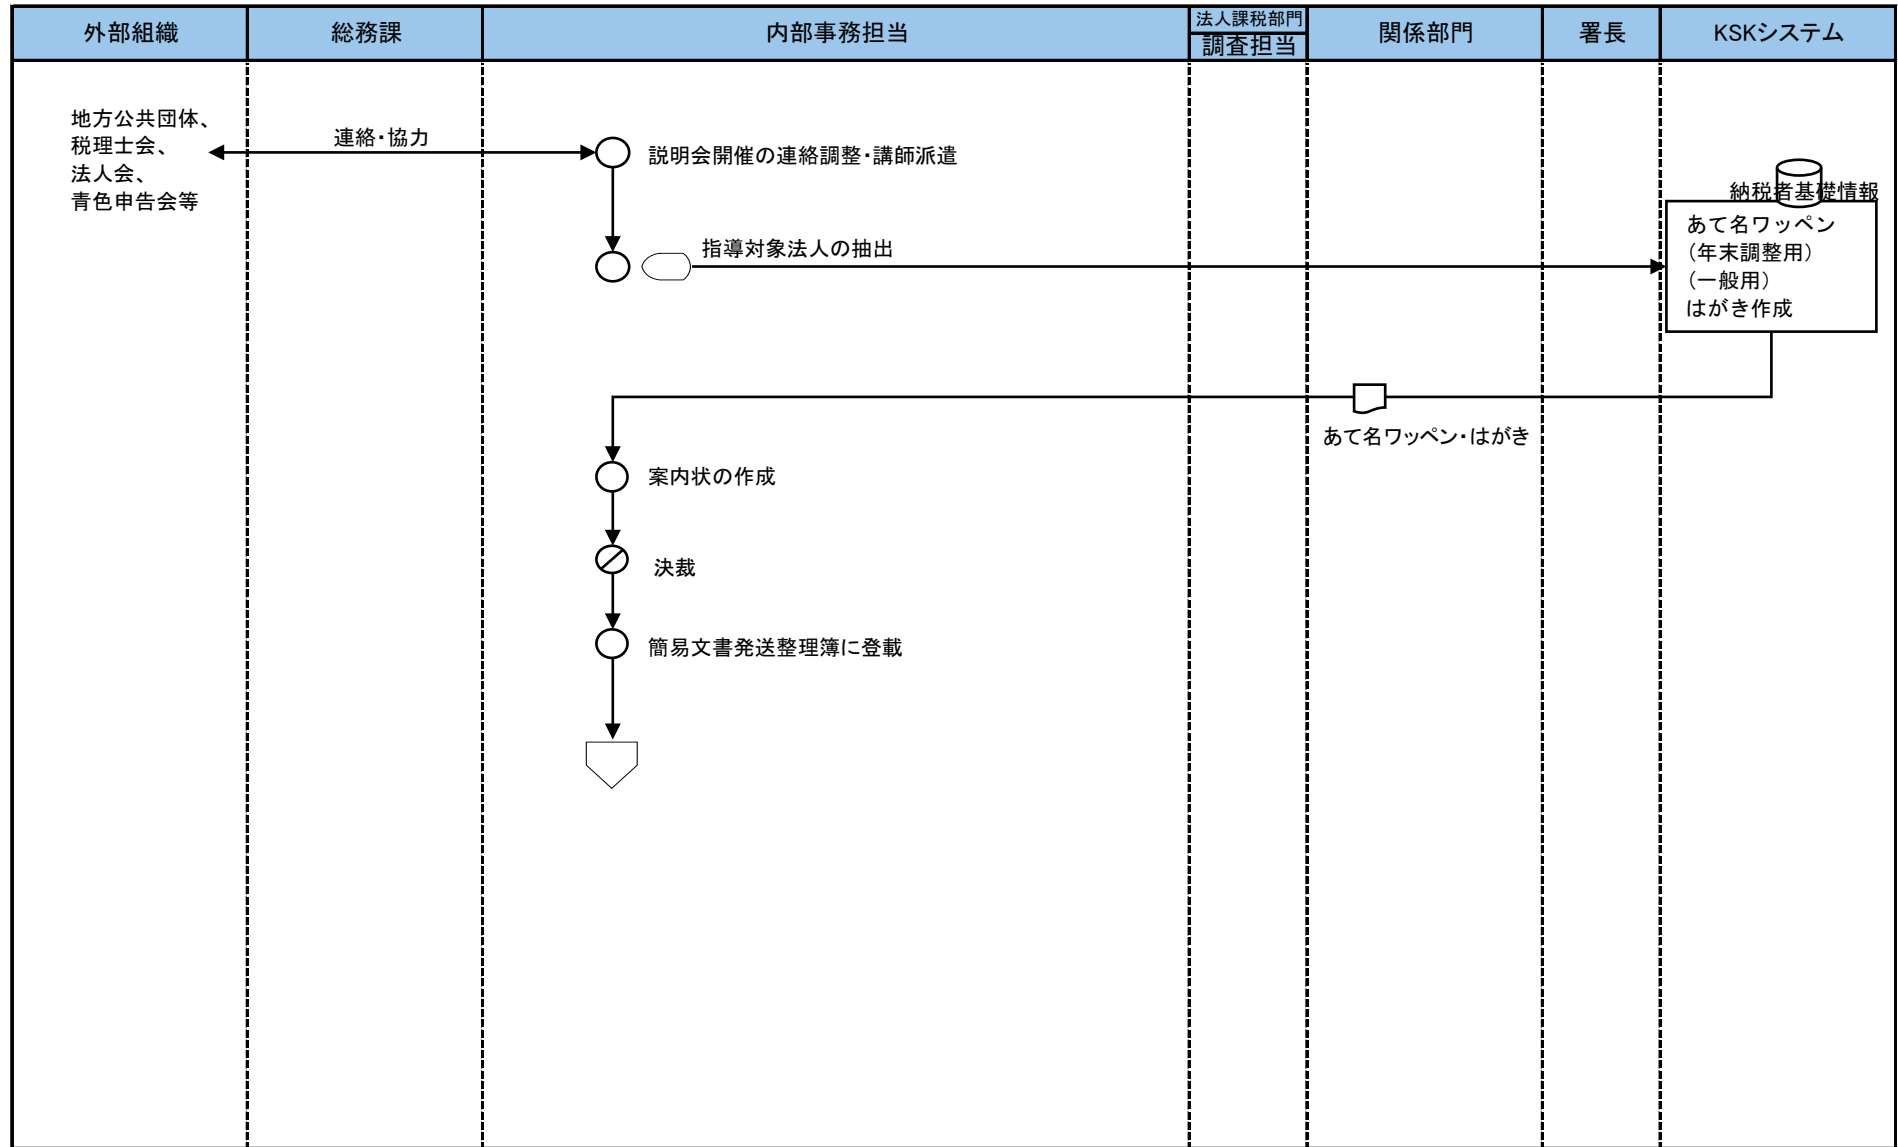 外部組織
総務課
内部事務担当
法人課税部門
調査担当
関係部門
署長
KSKシステム
地方公共団体、
税理士会、
法人会、
青色申告会等
連絡・協力
説明会開催の連絡調整・講師派遣
納税者基礎情報
指導対象法人の抽出
あて名ワッペン
（年末調整用）
（一般用）
はがき作成
あて名ワッペン・はがき
案内状の作成
決裁
簡易文書発送整理簿に登載